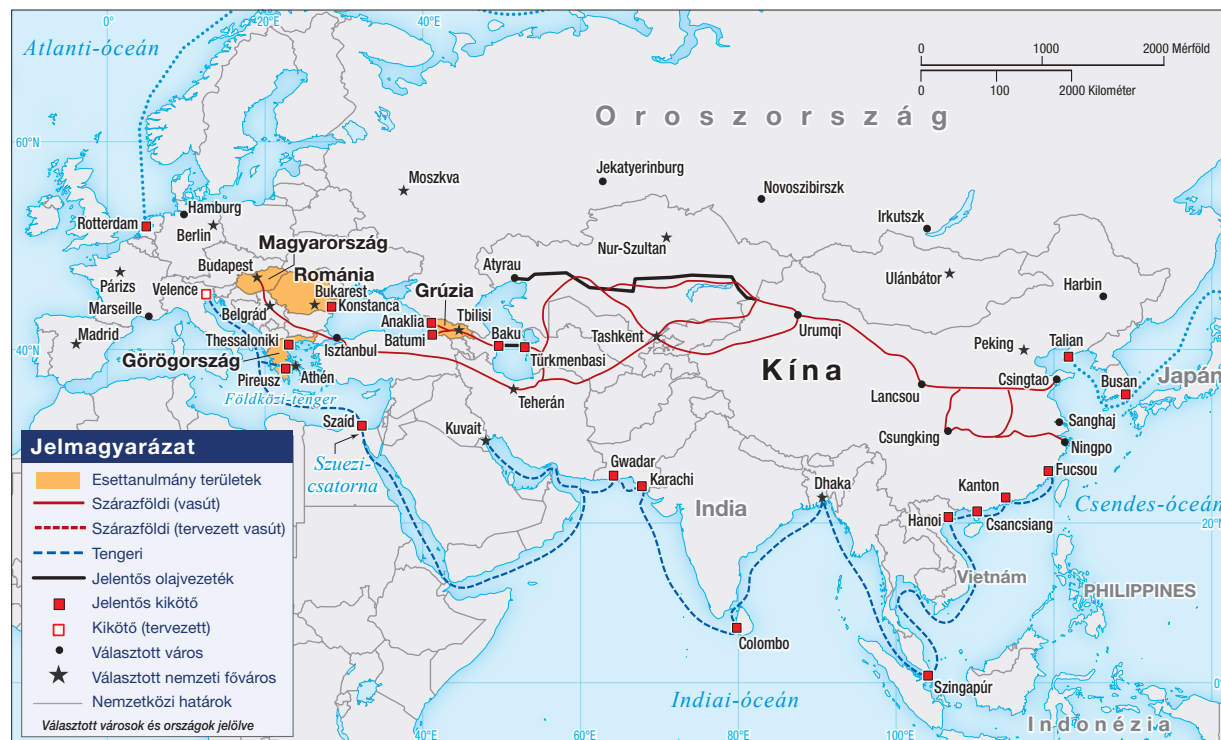 0°
20°E
40°E
Atlanti-óceán
0
1000
2000 Mérföld
0
100
2000 Kilométer
Oroszország
60°N
Jekatyerinburg
Moszkva
Novoszibirszk
Hamburg
Rotterdam
Berlin
Irkutszk
Magyarország
Nur-Szultan
Budapest
Románia
Atyrau
Ulánbátor
Párizs
Velence
Bukarest
Grúzia
Harbin
Marseille
Konstanca
Belgrád
Anaklia
Tbilisi
Urumqi
Madrid
Batumi
Baku
Tashkent
Peking
Talian
40°N
Thessaloniki
Isztanbul
Türkmenbasi
Görögország
Kína
Csingtao
Busan
Japán
Pireusz
Athén
Teherán
Lancsou
Földközi-tenger
Szaíd
Kuvait
Csungking
Sanghaj
Ningpo
Jelmagyarázat
Szuezi-
csatorna
Gwadar
Karachi
Dhaka
Kanton
Fucsou
Esettanulmány területek
Szárazföldi (vasút)
Szárazföldi (tervezett vasút)
Tengeri
Jelentős olajvezeték
Jelentős kikötő
Kikötő (tervezett)
Választott város
Választott nemzeti főváros
Nemzetközi határok
Választott városok és országok jelölve
India
Hanoi
Csancsiang
Csendes-óceán
20°N
Vietnám
PHILIPPINES
Colombo
Szingapúr
0°
Indiai-óceán
Indonézia
0°
20°E
40°E
60°E
80°E
100°E